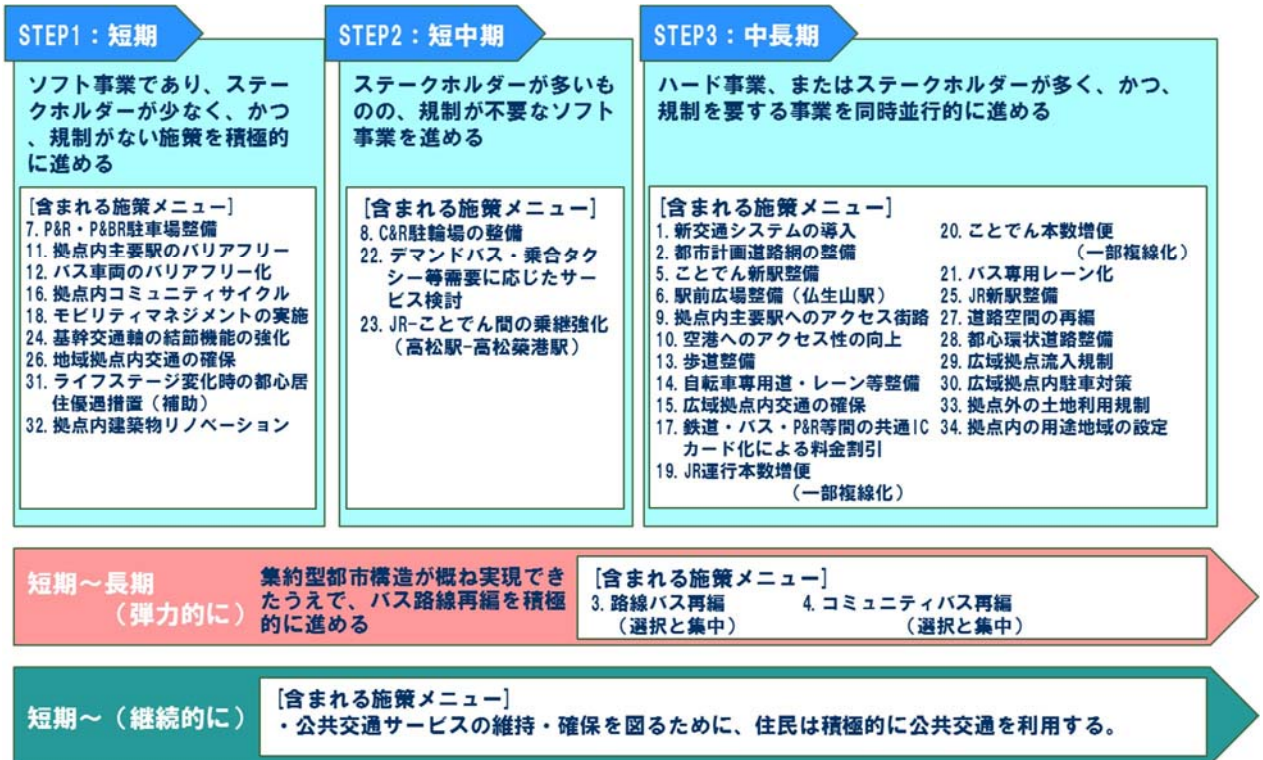 STEP1:短期
ソフト事業であり、ステー
クホルダーが少なく、かつ
、規制がない施策を積極的
に進める
[含まれる施策メニュー]
7. P&R・P&BR駐車場整備
11. 拠点内主要駅のバリアフリー
12. バス車両のバリアフリー化
16. 拠点内コミュニティサイクル
18. モビリティマネジメントの実施
24. 基幹交通軸の結節機能の強化
26. 地域拠点内交通の確保
31. ライフステージ変化時の都心居
住優遇措置(補助)
32. 拠点内建築物リノベーション
STEP2:短中期
ステークホルダーが多いも
のの、規制が不要なソフト
事業を進める
[含まれる施策メニュー]
8. C&R駐輪場の整備
22. デマンドバス・乗合タク
シー等需要に応じたサー
ビス検討
23. JR-ことでん間の乗継強化
(高松駅-高松築港駅)
STEP3:中長期
ハード事業、またはステークホルダーが多く、かつ、
規制を要する事業を同時並行的に進める
[含まれる施策メニュー]
1. 新交通システムの導入
2. 都市計画道路網の整備
5. ことでん新駅整備
6. 駅前広場整備(仏生山駅)
9. 拠点内主要駅へのアクセス街路
10. 空港へのアクセス性の向上
13. 歩道整備
14. 自転車専用道・レーン等整備
15. 広域拠点内交通の確保
17. 鉄道・バス・P&R等間の共通IC
カード化による料金割引
19. JR運行本数増便
(一部複線化)
20. ことでん本数増便
(一部複線化)
21. バス専用レーン化
25. JR新駅整備
27. 道路空間の再編
28. 都心環状道路整備
29. 広域拠点流入規制
30. 広域拠点内駐車対策
33. 拠点外の土地利用規制
34. 拠点内の用途地域の設定
短期~長期
(弾力的に)
集約型都市構造が概ね実現でき
たうえで、バス路線再編を積極
的に進める
[含まれる施策メニュー]
3. 路線バス再編
(選択と集中)
4. コミュニティバス再編
(選択と集中)
短期~(継続的に)
[含まれる施策メニュー]
・公共交通サービスの維持・確保を図るために、住民は積極的に公共交通を利用する。